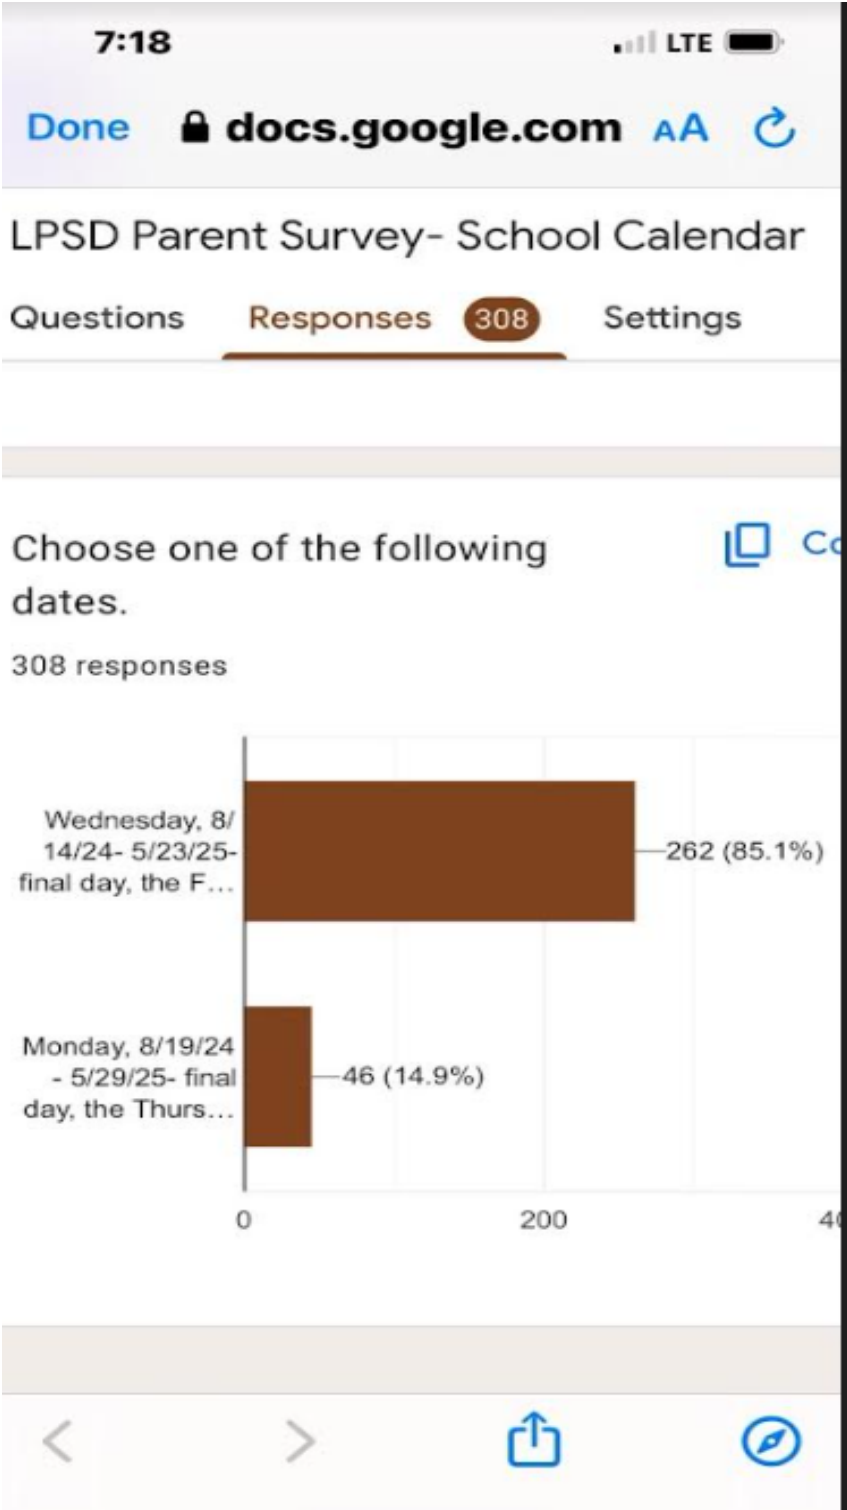 7:18 LTE
Done docs.google.com AA
LPSD Parent Survey- School Calendar
Questions Responses 308 Settings
Choose one of the following
dates.
Co
308 responses
Wednesday, 8/
14/24- 5/23/25-
final day, the F...
262 (85.1%)
Monday, 8/19/24
- 5/29/25- final
day, the Thurs...
46 (14.9%)
0 200